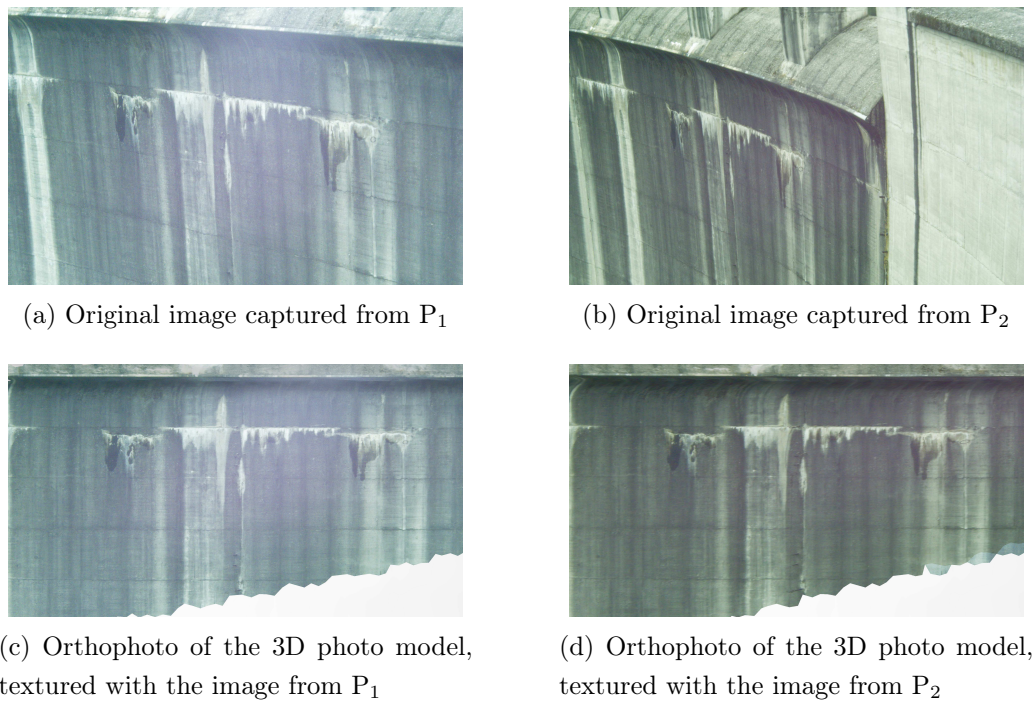 (a) Original image captured from P₁
(b) Original image captured from P₂
(c) Orthophoto of the 3D photo model,
textured with the image from P₁
(d) Orthophoto of the 3D photo model,
textured with the image from P₂